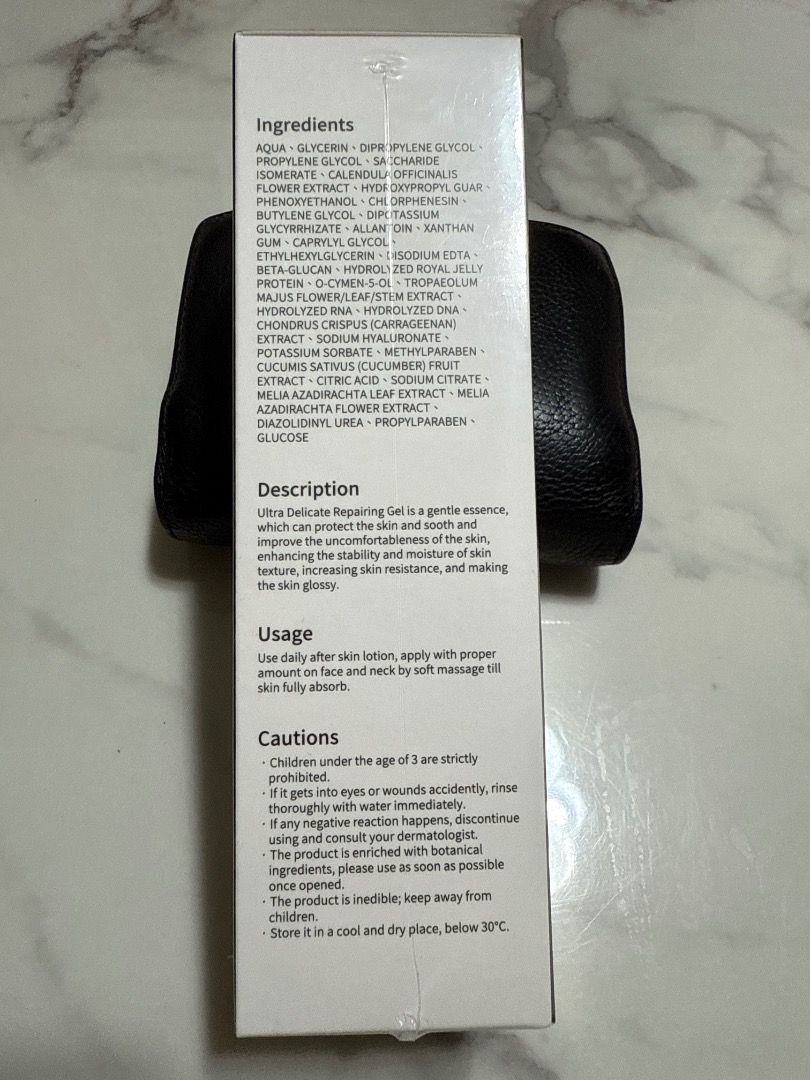 Ingredients
AQUA、GLYCERIN、DIPROPYLENE GLYCOL、
PROPYLENE GLYCOL、SACCHARIDE
ISOMERATE、CALENDULA OFFICINALIS
FLOWER EXTRACT、HYDROXYPROPYL GUAR、
PHENOXYETHANOL、CHLORPHENESIN、
BUTYLENE GLYCOL、DIPOTASSIUM
GLYCYRRHIZATE、ALLANTOIN、XANTHAN
GUM、CAPRYLYL GLYCOL、
ETHYLHEXYLGLYCERIN、DISODIUM EDTA、
BETA-GLUCAN、HYDROLYZED ROYAL JELLY
PROTEIN、O-CYMEN-5-OL、TROPAEOLUM
MAJUS FLOWER/LEAF/STEM EXTRACT、
HYDROLYZED RNA、HYDROLYZED DNA、
CHONDRUS CRISPUS (CARRAGEENAN)
EXTRACT、SODIUM HYALURONATE、
POTASSIUM SORBATE、METHYLPARABEN、
CUCUMIS SATIVUS (CUCUMBER) FRUIT
EXTRACT、CITRIC ACID、SODIUM CITRATE、
MELIA AZADIRACHTA LEAF EXTRACT、MELIA
AZADIRACHTA FLOWER EXTRACT、
DIAZOLIDINYL UREA、PROPYLPARABEN、
GLUCOSE
Description
Ultra Delicate Repairing Gel is a gentle essence,
which can protect the skin and sooth and
improve the uncomfortableness of the skin,
enhancing the stability and moisture of skin
texture, increasing skin resistance, and making
the skin glossy.
Usage
Use daily after skin lotion, apply with proper
amount on face and neck by soft massage till
skin fully absorb.
Cautions
・Children under the age of 3 are strictly
prohibited.
・If it gets into eyes or wounds accidently, rinse
thoroughly with water immediately.
・If any negative reaction happens, discontinue
using and consult your dermatologist.
・The product is enriched with botanical
ingredients, please use as soon as possible
once opened.
・The product is inedible; keep away from
children.
・Store it in a cool and dry place, below 30°C.